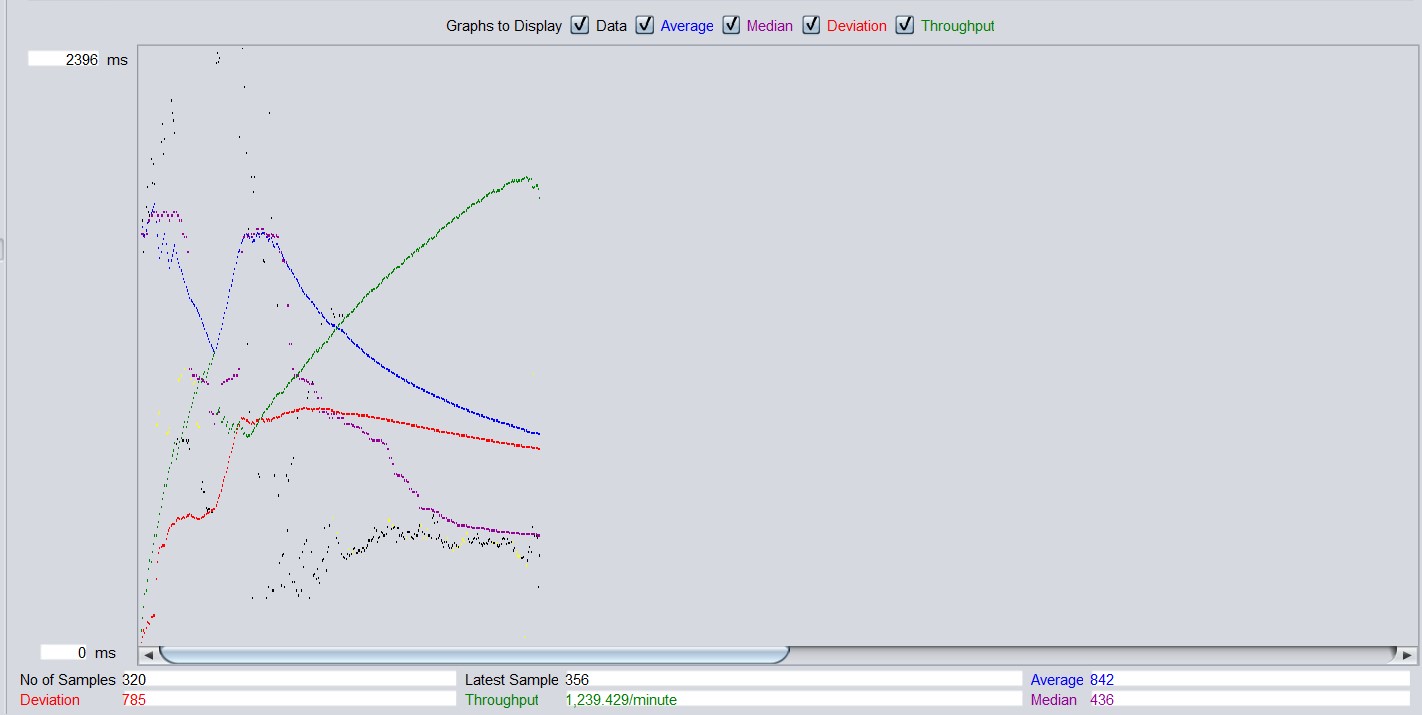 Graphs to Display Data Average Median Deviation Throughput
2396 ms
0 ms
No of Samples 320 Latest Sample 356 Average 842
Deviation 785 Throughput 1,239.429/minute Median 436